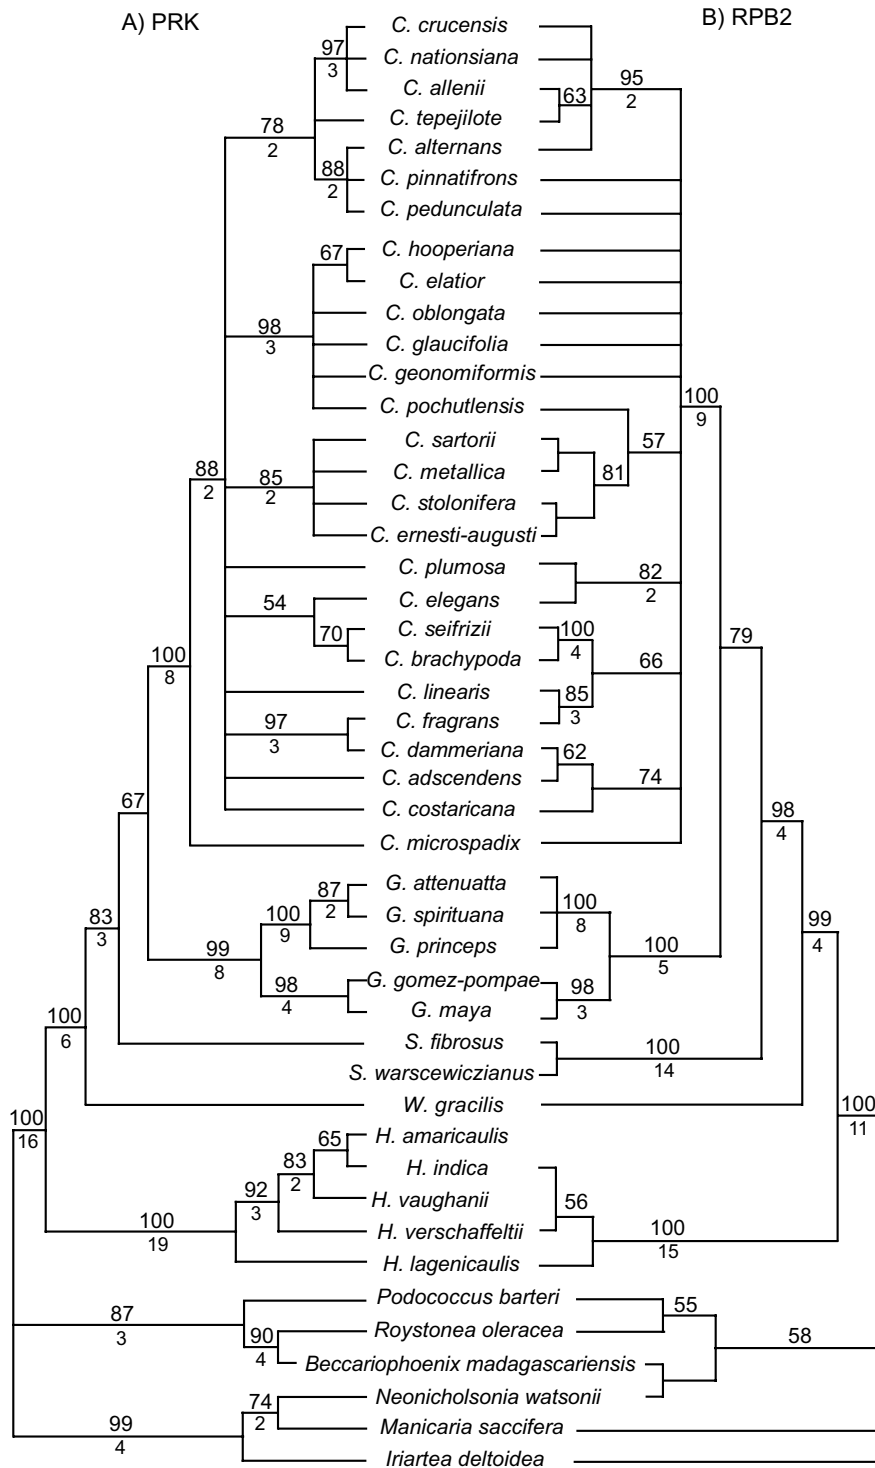 A) PRK
B) RPB2
C. crucensis
97
3
C. nationsiana
95
2
C. allenii
63
C. tepejilote
78
2
C. alternans
88
2
C. pinnatifrons
C. pedunculata
67
C. hooperiana
C. elatior
98
3
C. oblongata
C. glaucifolia
C. geonomiformis
100
9
C. pochutlensis
C. sartorii
57
88
2
85
2
C. metallica
81
C. stolonifera
C. ernesti-augusti
C. plumosa
82
2
54
C. elegans
70
C. seifrizii
100
4
79
100
8
C. brachypoda
66
C. linearis
85
3
97
3
C. fragrans
C. dammeriana
62
74
C. adscendens
67
C. costaricana
98
4
C. microspadix
G. attenuatta
87
2
100
8
83
3
100
9
G. spirituana
99
4
99
8
G. princeps
100
5
98
4
G. gomez-pompae
98
3
G. maya
100
6
S. fibrosus
100
14
S. warscewiczianus
W. gracilis
100
16
100
11
65
H. amaricaulis
83
2
H. indica
92
3
H. vaughanii
56
100
19
H. verschaffeltii
100
15
H. lagenicaulis
Podococcus barteri
55
87
3
Roystonea oleracea
90
4
58
Beccariophoenix madagascariensis
74
2
Neonicholsonia watsonii
99
4
Manicaria saccifera
Iriartea deltoidea